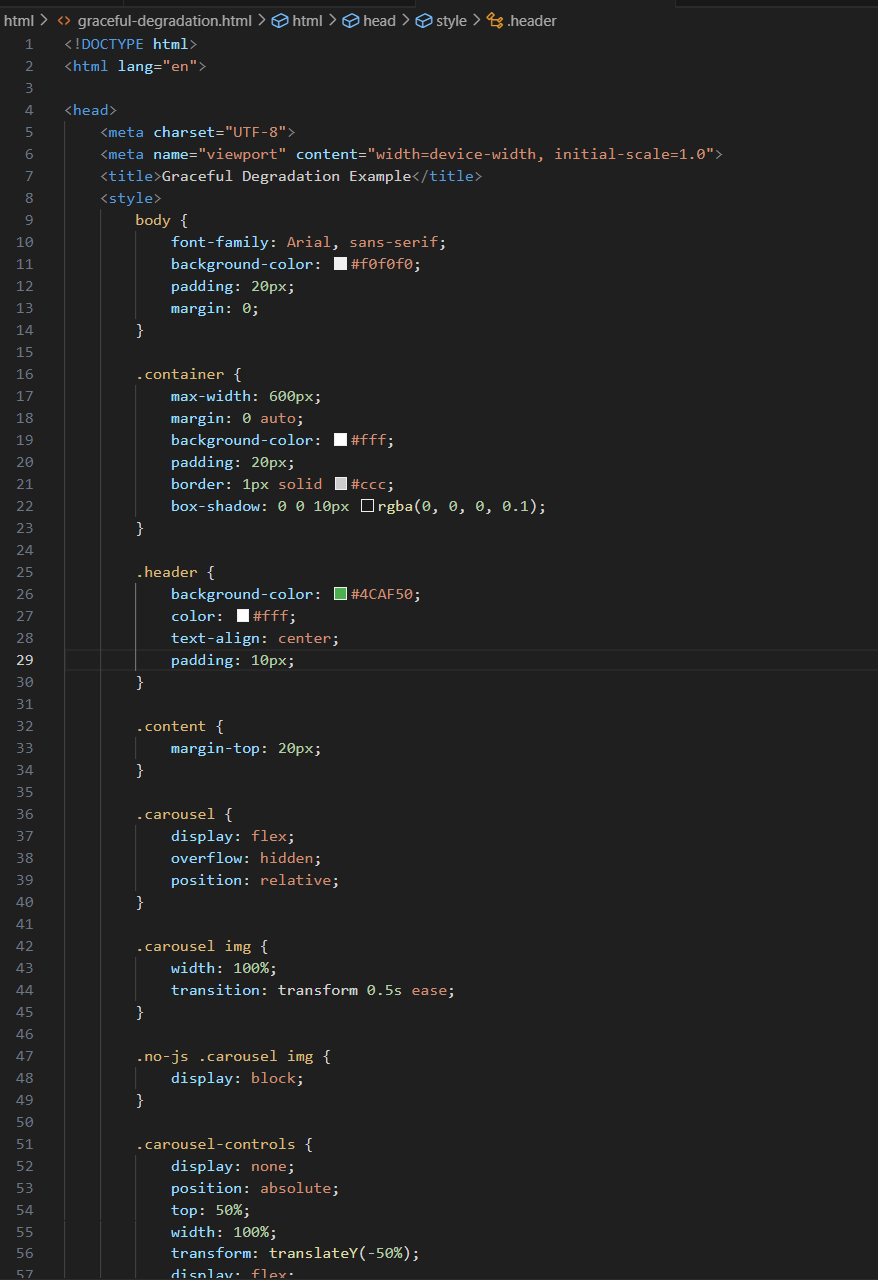 html > <> graceful-degradation.html > html > head > style > .header
1 <!DOCTYPE html>
2 <html lang="en">
3
4 <head>
5     <meta charset="UTF-8">
6     <meta name="viewport" content="width=device-width, initial-scale=1.0">
7     <title>Graceful Degradation Example</title>
8     <style>
9         body {
10             font-family: Arial, sans-serif;
11             background-color: #f0f0f0;
12             padding: 20px;
13             margin: 0;
14         }
15
16         .container {
17             max-width: 600px;
18             margin: 0 auto;
19             background-color: #fff;
20             padding: 20px;
21             border: 1px solid #ccc;
22             box-shadow: 0 0 10px rgba(0, 0, 0, 0.1);
23         }
24
25         .header {
26             background-color: #4CAF50;
27             color: #fff;
28             text-align: center;
29             padding: 10px;
30         }
31
32         .content {
33             margin-top: 20px;
34         }
35
36         .carousel {
37             display: flex;
38             overflow: hidden;
39             position: relative;
40         }
41
42         .carousel img {
43             width: 100%;
44             transition: transform 0.5s ease;
45         }
46
47         .no-js .carousel img {
48             display: block;
49         }
50
51         .carousel-controls {
52             display: none;
53             position: absolute;
54             top: 50%;
55             width: 100%;
56             transform: translateY(-50%);
57             display: flex;